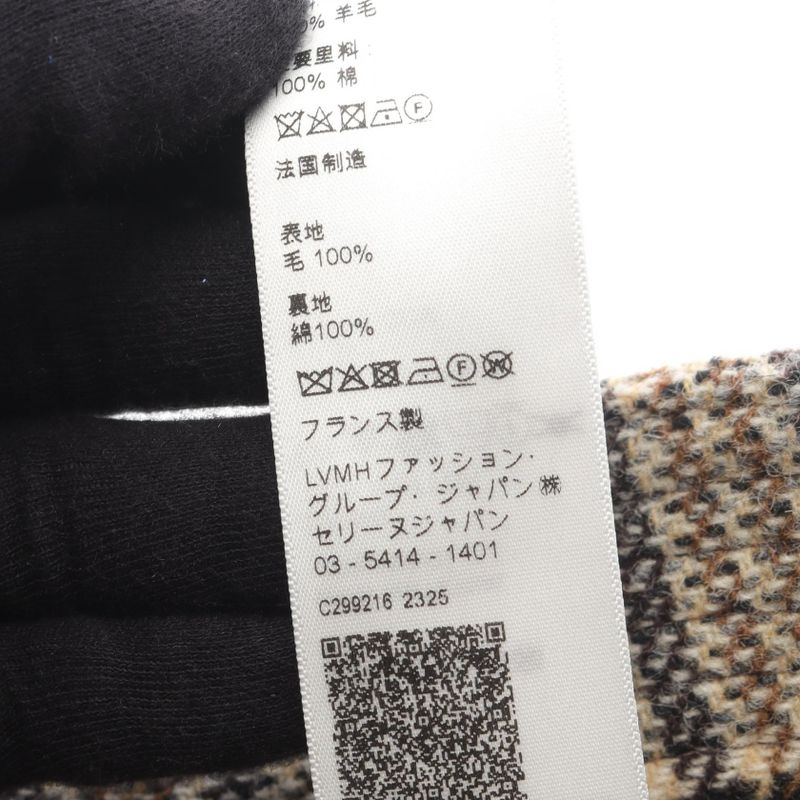 0% 羊毛
要里料:
100% 棉
F
法国制造
表地
毛 100%
裏地
綿100%
F W
フランス製
LVMHファッション・
グループ・ジャパン㈱
セリーヌジャパン
03 - 5414 - 1401
C299216 2325